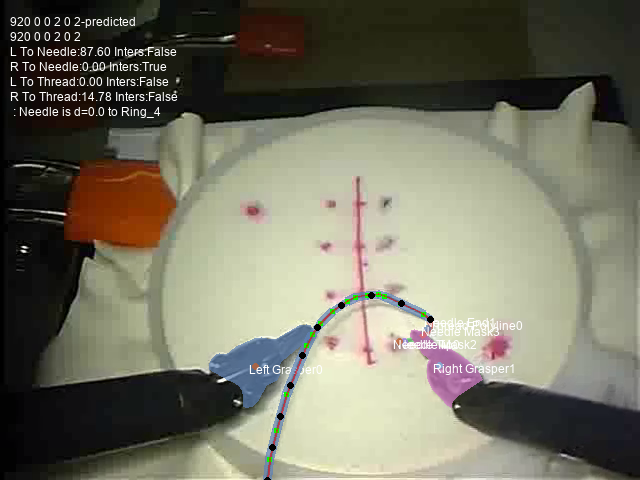 920 0 0 2 0 2-predicted
920 0 0 2 0 2
L To Needle:87.60 Inters:False
R To Needle:0.00 Inters:True
L To Thread:0.00 Inters:False
R To Thread:14.78 Inters:False
: Needle is d=0.0 to Ring_4
Needle Mask3
Left Grasper0
Right Grasper1